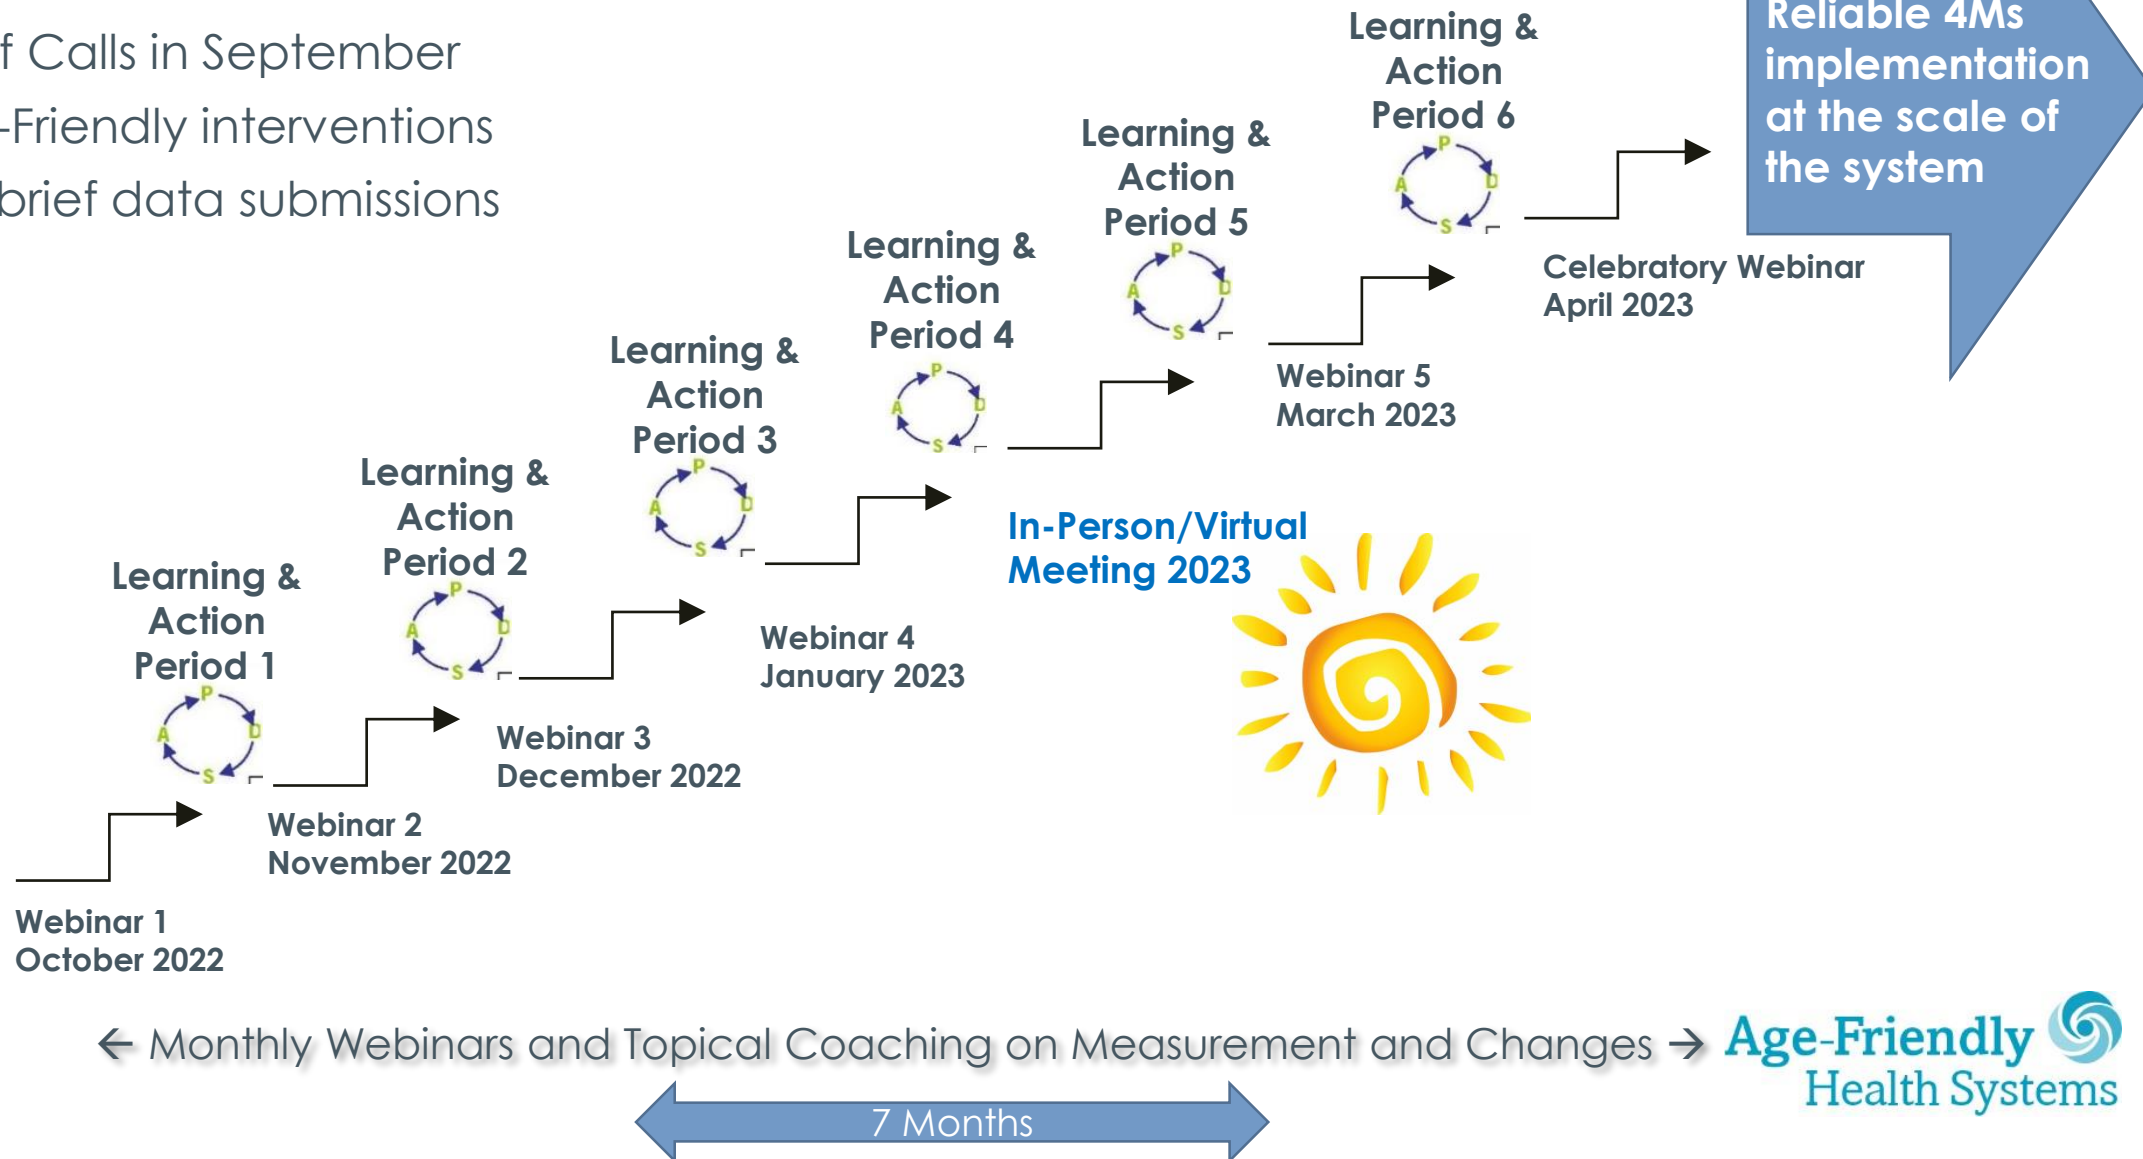 f Calls in September
-Friendly interventions
brief data submissions
Learning &
Action
Period 6
P
A
D
S
Reliable 4Ms
implementation
at the scale of
the system
Learning &
Action
Period 5
P
A
D
S
Celebratory Webinar
April 2023
Learning &
Action
Period 4
P
A
D
S
Webinar 5
March 2023
Learning &
Action
Period 3
P
A
D
S
In-Person/Virtual
Meeting 2023
Learning &
Action
Period 2
P
A
D
S
Webinar 4
January 2023
Learning &
Action
Period 1
P
A
D
S
Webinar 3
December 2022
Webinar 2
November 2022
Webinar 1
October 2022
← Monthly Webinars and Topical Coaching on Measurement and Changes →
7 Months
Age-Friendly
Health Systems